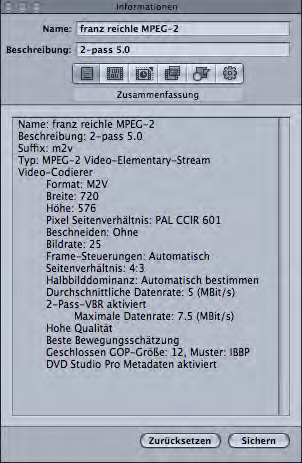 Informationen
Name: franz reichle MPEG-2
Beschreibung: 2-pass 5.0
Zusammenfassung
Name: franz reichle MPEG-2
Beschreibung: 2-pass 5.0
Suffix: m2v
Typ: MPEG-2 Video-Elementary-Stream
Video-Codierer
Format: M2V
Breite: 720
Höhe: 576
Pixel Seitenverhältnis: PAL CCIR 601
Beschneiden: Ohne
Bildrate: 25
Frame-Steuerungen: Automatisch
Seitenverhältnis: 4:3
Halbbilddominanz: Automatisch bestimmen
Durchschnittliche Datenrate: 5 (MBit/s)
2-Pass-VBR aktiviert
Maximale Datenrate: 7.5 (MBit/s)
Hohe Qualität
Beste Bewegungsschätzung
Geschlossen GOP-Größe: 12, Muster: IBBP
DVD Studio Pro Metadaten aktiviert
Zurücksetzen Sichern